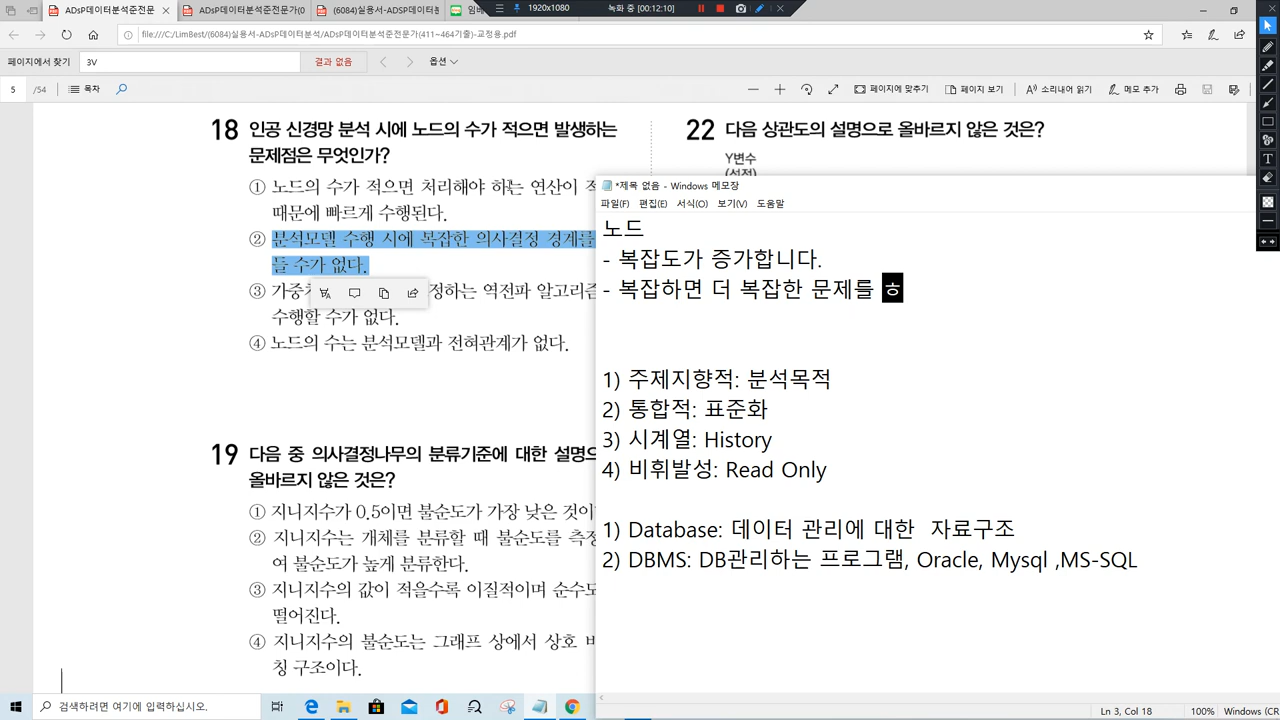 ADsP데이터분석준전문
ADsP데이터분석준전문가(0
(6084)실용서-ADsP데이터분
임베
1920x1080
녹화 중 [00:12:10]
file:///C:/LimBest/(6084)실용서-ADsP데이터분석/ADsP데이터분석준전문가(411~464기출)-교정용.pdf
페이지에서 찾기
3V
결과 없음
옵션
5
/54
목차
페이지에 맞추기
페이지 보기
소리내어 읽기
메모 추가
18 인공 신경망 분석 시에 노드의 수가 적으면 발생하는
문제점은 무엇인가?
① 노드의 수가 적으면 처리해야 하는 연산이 적
때문에 빠르게 수행된다.
② 분석모델 수행 시에 복잡한 의사결정 경계를
들 수가 없다.
③ 가중치
정하는 역전파 알고리즘
수행할 수가 없다.
④ 노드의 수는 분석모델과 전혀관계가 없다.
19 다음 중 의사결정나무의 분류기준에 대한 설명으
올바르지 않은 것은?
① 지니지수가 0.5이면 불순도가 가장 낮은 것이
② 지니지수는 개체를 분류할 때 불순도를 측정
여 불순도가 높게 분류한다.
③ 지니지수의 값이 적을수록 이질적이며 순수도
떨어진다.
④ 지니지수의 불순도는 그래프 상에서 상호 비
칭 구조이다.
22 다음 상관도의 설명으로 올바르지 않은 것은?
Y변수
(성적)
*제목 없음 - Windows 메모장
파일(F) 편집(E) 서식(O) 보기(V) 도움말
노드
- 복잡도가 증가합니다.
- 복잡하면 더 복잡한 문제를 ㅎ
1) 주제지향적: 분석목적
2) 통합적: 표준화
3) 시계열: History
4) 비휘발성: Read Only
1) Database: 데이터 관리에 대한 자료구조
2) DBMS: DB관리하는 프로그램, Oracle, Mysql ,MS-SQL
Ln 3, Col 18
100%
Windows (CR
검색하려면 여기에 입력하십시오.